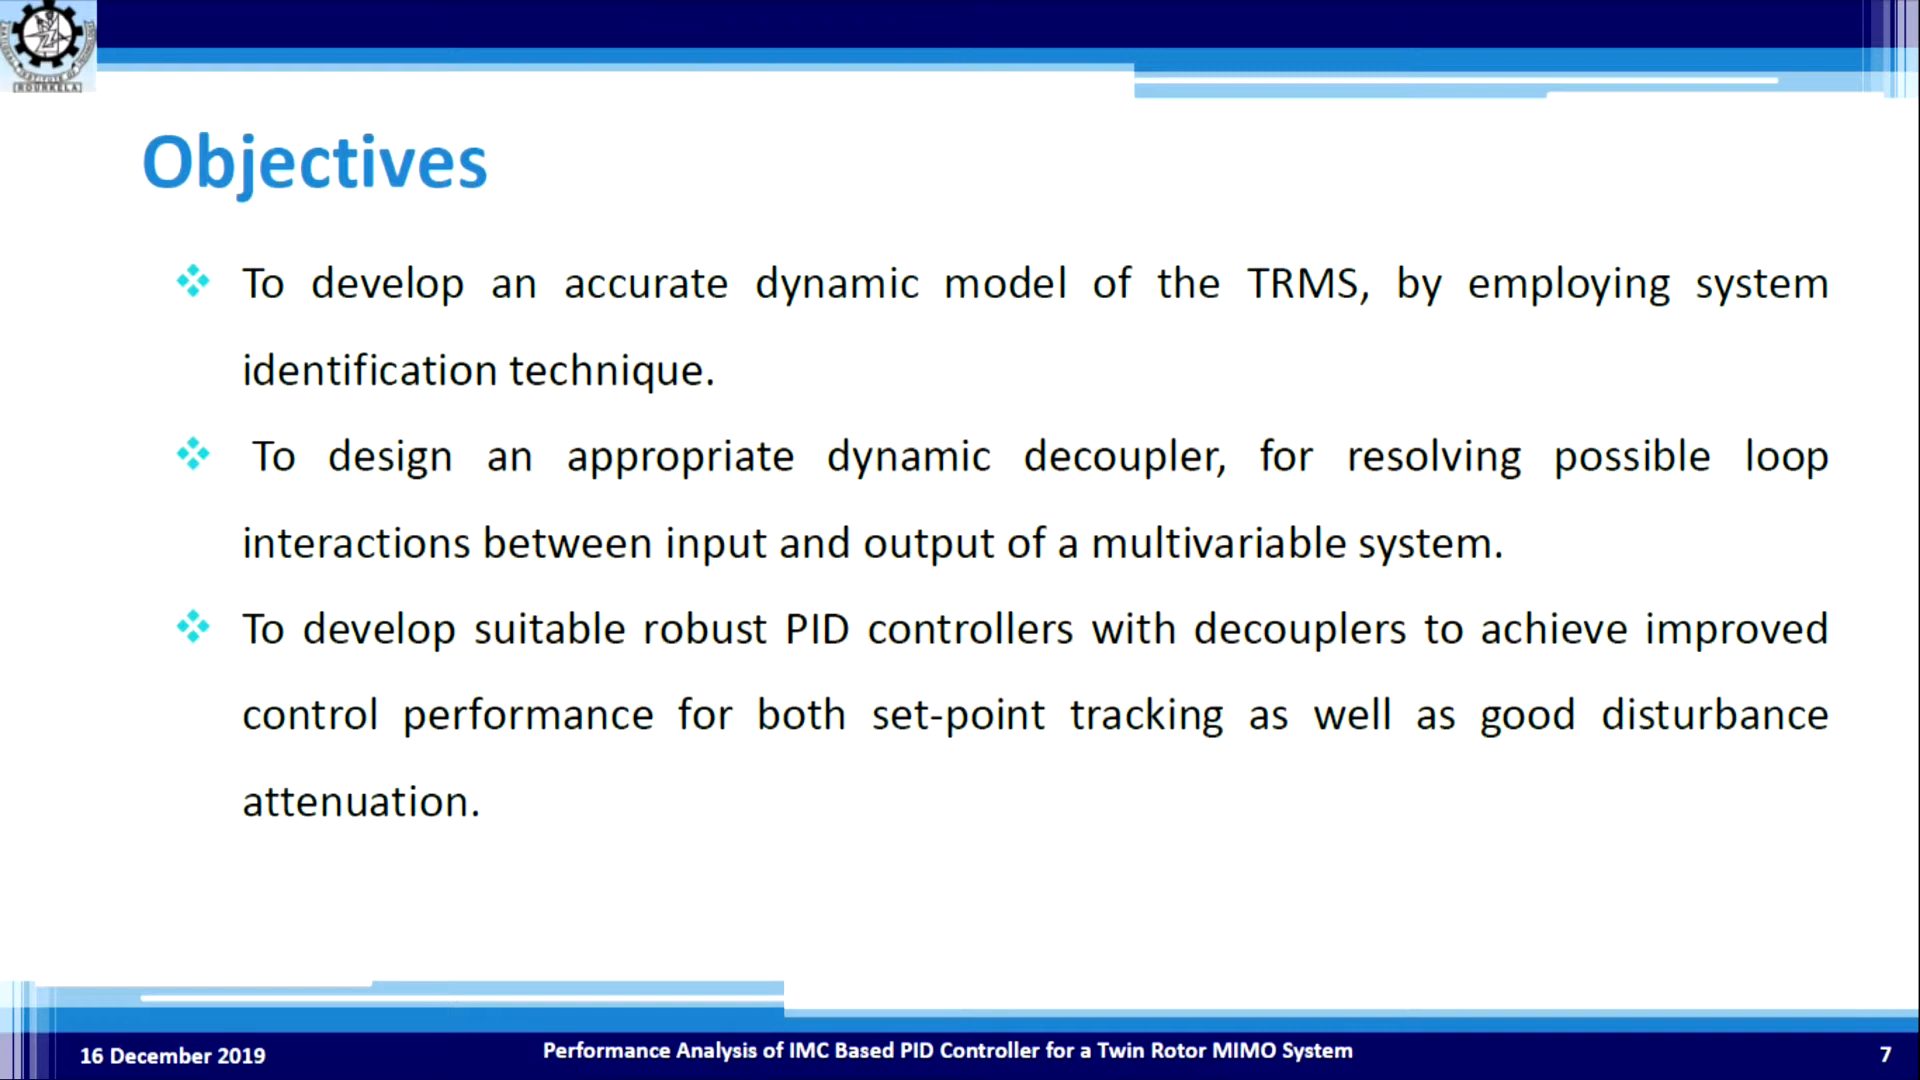 ROURKELA
Objectives
To develop an accurate dynamic model of the TRMS, by employing system
identification technique.
To design an appropriate dynamic decoupler, for resolving possible loop
interactions between input and output of a multivariable system.
To develop suitable robust PID controllers with decouplers to achieve improved
control performance for both set-point tracking as well as good disturbance
attenuation.
16 December 2019
Performance Analysis of IMC Based PID Controller for a Twin Rotor MIMO System
7